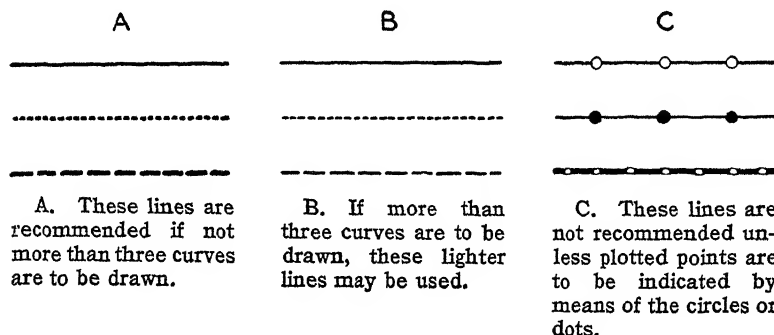 A
B
C
A. These lines are
recommended if not
more than three curves
are to be drawn.
B. If more than
three curves are to be
drawn, these lighter
lines may be used.
C. These lines are
not recommended un-
less plotted points are
to be indicated by
means of the circles or
dots.